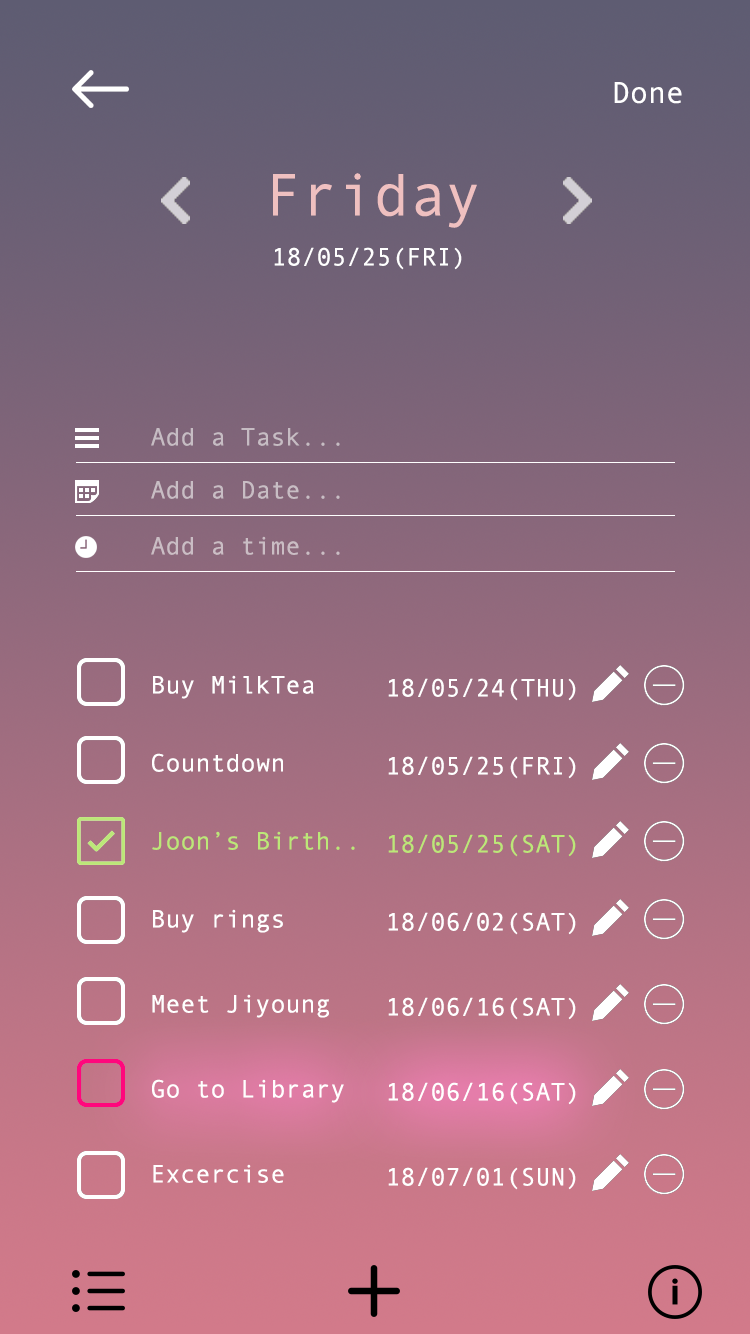 Done
Friday
18/05/25(FRI)
Add a Task...
Add a Date...
Add a time...
Buy MilkTea 18/05/24(THU)
Countdown 18/05/25(FRI)
Joon’s Birth.. 18/05/25(SAT)
Buy rings 18/06/02(SAT)
Meet Jiyoung 18/06/16(SAT)
Go to Library 18/06/16(SAT)
Excercise 18/07/01(SUN)